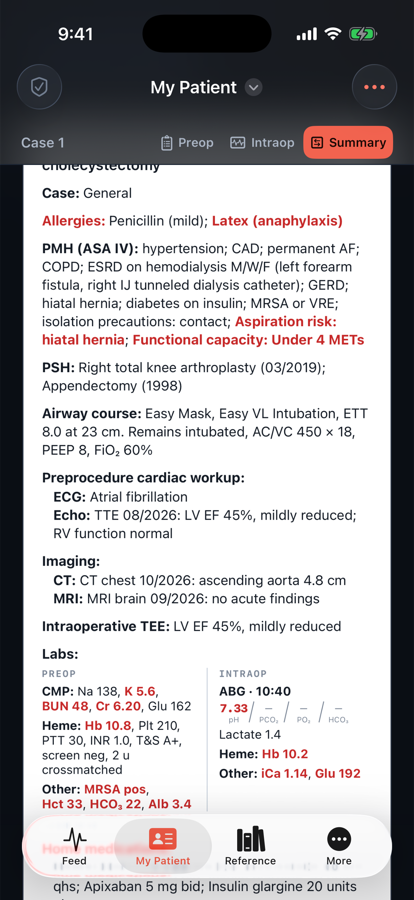 9:41
My Patient
Case 1
Preop
Intraop
Summary
cholecystectomy
Case: General
Allergies: Penicillin (mild); Latex (anaphylaxis)
PMH (ASA IV): hypertension; CAD; permanent AF;
COPD; ESRD on hemodialysis M/W/F (left forearm
fistula, right IJ tunneled dialysis catheter); GERD;
hiatal hernia; diabetes on insulin; MRSA or VRE;
isolation precautions: contact; Aspiration risk:
hiatal hernia; Functional capacity: Under 4 METs
PSH: Right total knee arthroplasty (03/2019);
Appendectomy (1998)
Airway course: Easy Mask, Easy VL Intubation, ETT
8.0 at 23 cm. Remains intubated, AC/VC 450 × 18,
PEEP 8, FiO₂ 60%
Preprocedure cardiac workup:
ECG: Atrial fibrillation
Echo: TTE 08/2026: LV EF 45%, mildly reduced;
RV function normal
Imaging:
CT: CT chest 10/2026: ascending aorta 4.8 cm
MRI: MRI brain 09/2026: no acute findings
Intraoperative TEE: LV EF 45%, mildly reduced
Labs:
PREOP
CMP: Na 138, K 5.6,
BUN 48, Cr 6.20, Glu 162
Heme: Hb 10.8, Plt 210,
PTT 30, INR 1.0, T&S A+,
screen neg, 2 u
crossmatched
Other: MRSA pos,
Hct 33, HCO₃ 22, Alb 3.4
INTRAOP
ABG · 10:40
7.33 / – / – / –
pH PCO₂ PO₂ HCO₃
Lactate 1.4
Heme: Hb 10.2
Other: iCa 1.14, Glu 192
Home
Feed
My Patient
Reference
More
qhs; Apixaban 5 mg bid; Insulin glargine 20 units